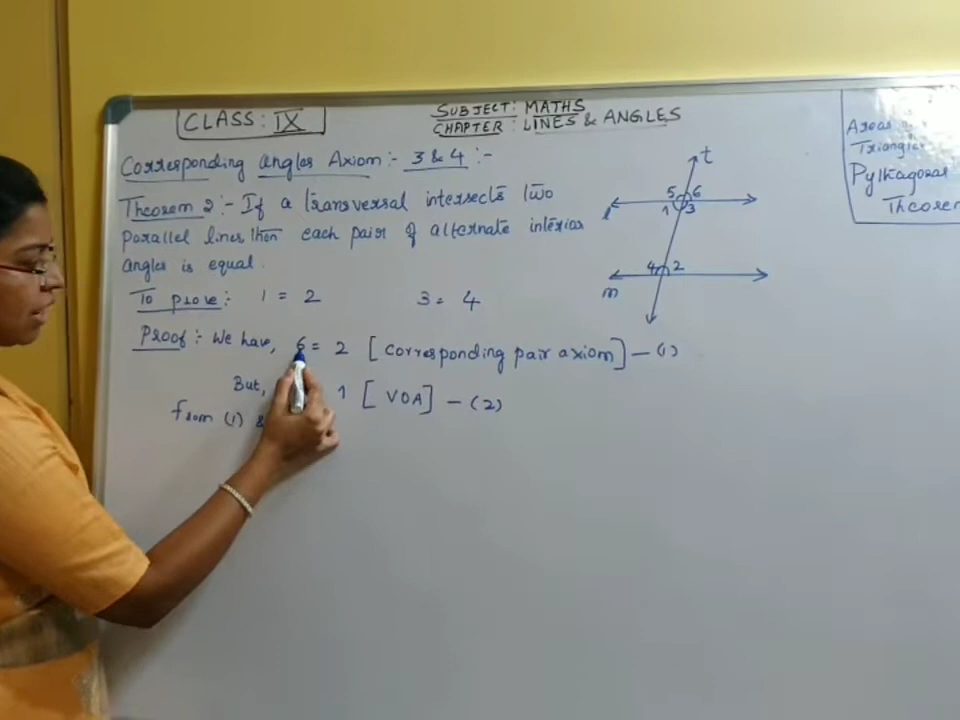 CLASS: IX
SUBJECT: MATHS
CHAPTER: LINES & ANGLES
Corresponding Angles Axiom:- 3 & 4 :-
Theorem 2:- If a transversal intersects two
parallel lines then each pair of alternate interior
angles is equal.
To prove: 1 = 2 3 = 4
Proof:- We have, 6 = 2 [corresponding pair axiom] - (1)
But, 1 [VOA] - (2)
from (1) &
t
5 6
l
1 3
4 2
m
Areas
Triangle
Pythagoras
Theorem